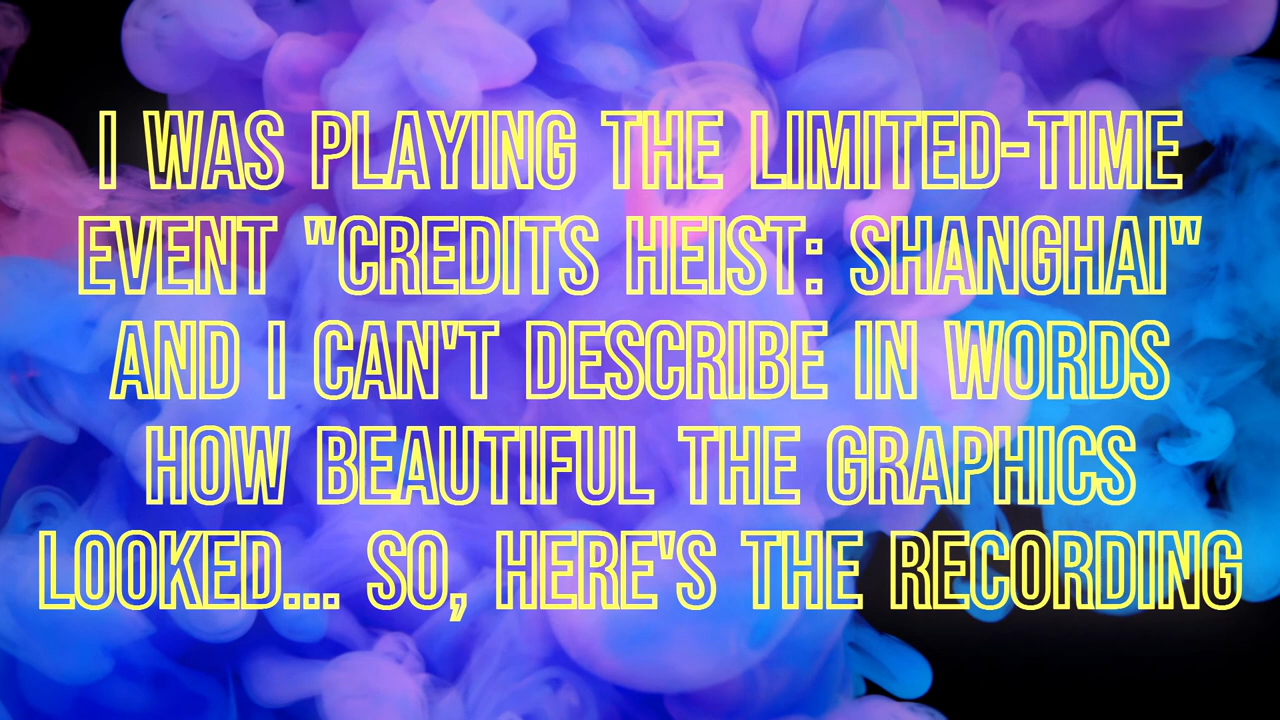 I WAS PLAYING THE LIMITED-TIME
EVENT "CREDITS HEIST: SHANGHAI"
AND I CAN'T DESCRIBE IN WORDS
HOW BEAUTIFUL THE GRAPHICS
LOOKED... SO, HERE'S THE RECORDING